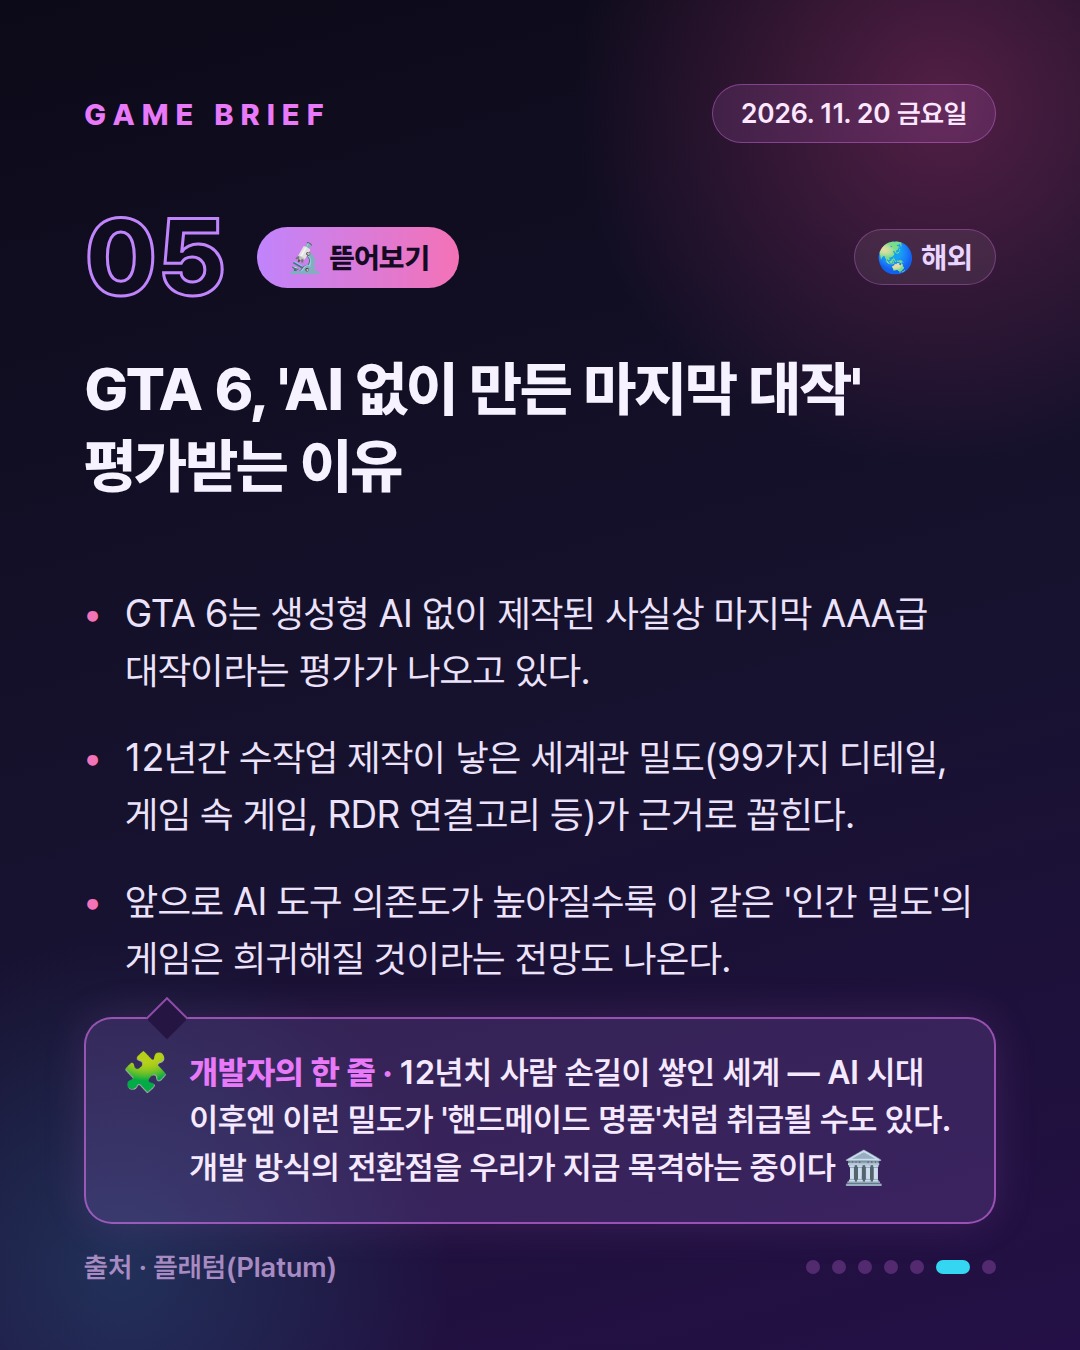 GAME BRIEF
2026. 11. 20 금요일
05
🔬 뜯어보기
🌏 해외
GTA 6, 'AI 없이 만든 마지막 대작'
평가받는 이유
• GTA 6는 생성형 AI 없이 제작된 사실상 마지막 AAA급
대작이라는 평가가 나오고 있다.
• 12년간 수작업 제작이 낳은 세계관 밀도(99가지 디테일,
게임 속 게임, RDR 연결고리 등)가 근거로 꼽힌다.
• 앞으로 AI 도구 의존도가 높아질수록 이 같은 '인간 밀도'의
게임은 희귀해질 것이라는 전망도 나온다.
🧩 개발자의 한 줄 · 12년치 사람 손길이 쌓인 세계 — AI 시대
이후엔 이런 밀도가 '핸드메이드 명품'처럼 취급될 수도 있다.
개발 방식의 전환점을 우리가 지금 목격하는 중이다 🏛️
출처 · 플래텀(Platum)